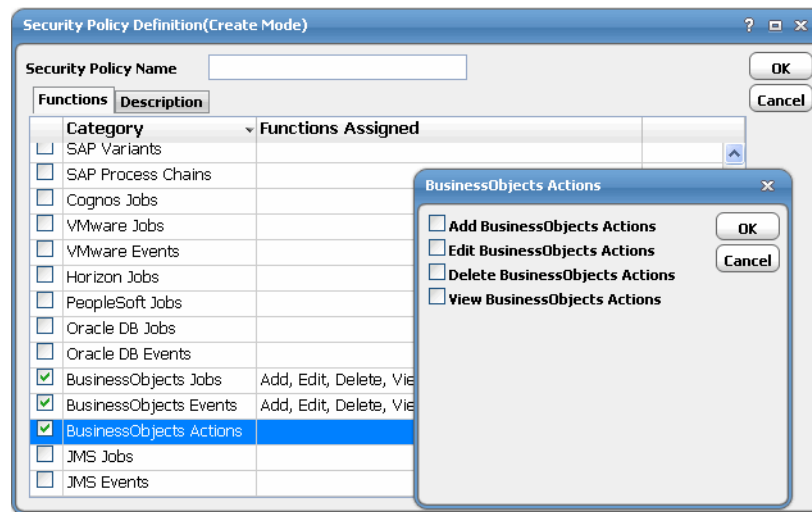 Security Policy Definition(Create Mode)
Security Policy Name
OK
Cancel
Functions Description
Category Functions Assigned
SAP Variants
SAP Process Chains
Cognos Jobs
VMware Jobs
VMware Events
Horizon Jobs
PeopleSoft Jobs
Oracle DB Jobs
Oracle DB Events
BusinessObjects Jobs Add, Edit, Delete, Vie
BusinessObjects Events Add, Edit, Delete, Vie
BusinessObjects Actions
JMS Jobs
JMS Events
BusinessObjects Actions
Add BusinessObjects Actions
Edit BusinessObjects Actions
Delete BusinessObjects Actions
View BusinessObjects Actions
OK
Cancel